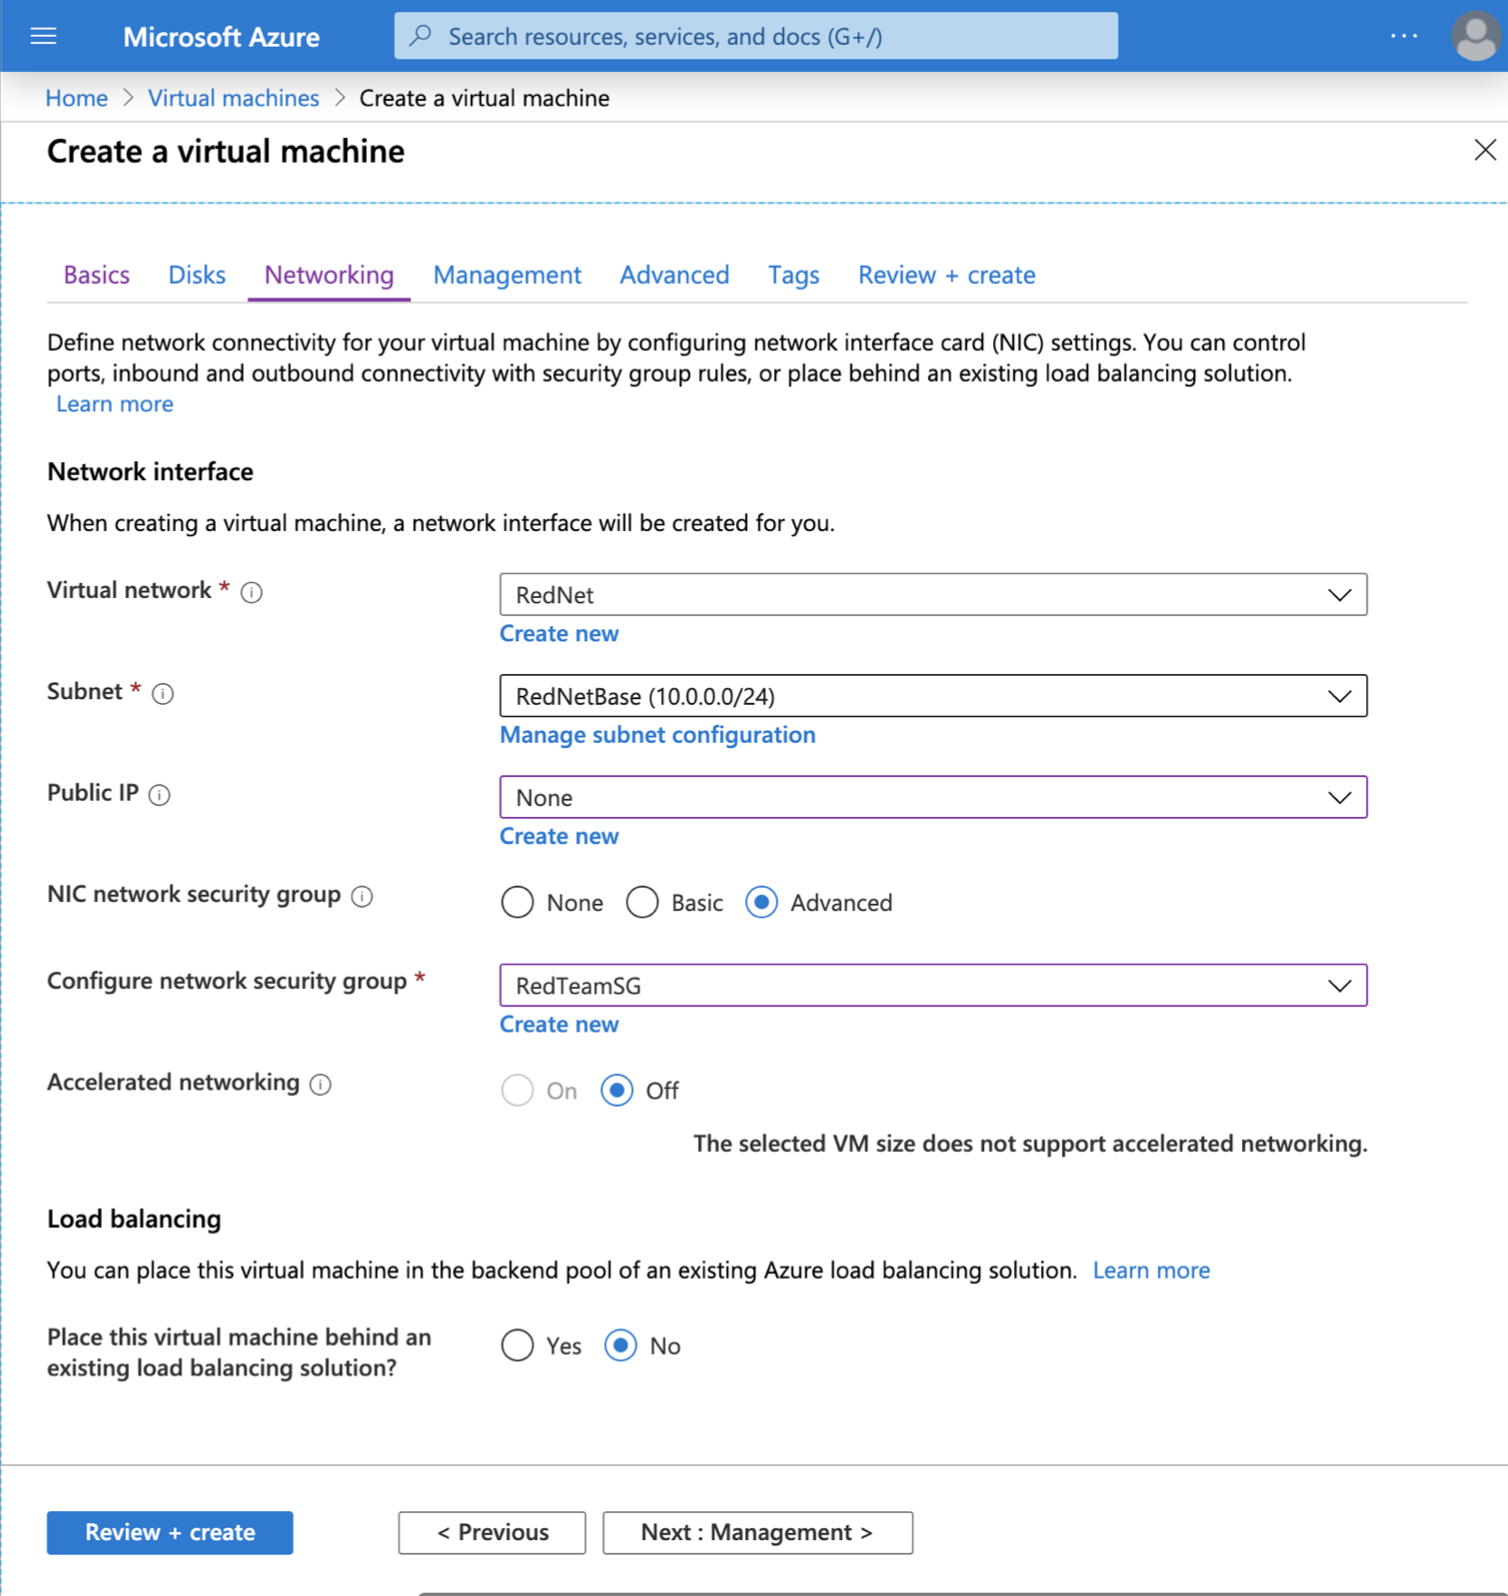 Microsoft Azure
Search resources, services, and docs (G+/)
Home > Virtual machines > Create a virtual machine
Create a virtual machine
Basics Disks Networking Management Advanced Tags Review + create
Define network connectivity for your virtual machine by configuring network interface card (NIC) settings. You can control
ports, inbound and outbound connectivity with security group rules, or place behind an existing load balancing solution.
Learn more
Network interface
When creating a virtual machine, a network interface will be created for you.
Virtual network *
RedNet
Create new
Subnet *
RedNetBase (10.0.0.0/24)
Manage subnet configuration
Public IP
None
Create new
NIC network security group
None Basic Advanced
Configure network security group *
RedTeamSG
Create new
Accelerated networking
On Off
The selected VM size does not support accelerated networking.
Load balancing
You can place this virtual machine in the backend pool of an existing Azure load balancing solution. Learn more
Place this virtual machine behind an
existing load balancing solution?
Yes No
Review + create
< Previous
Next : Management >